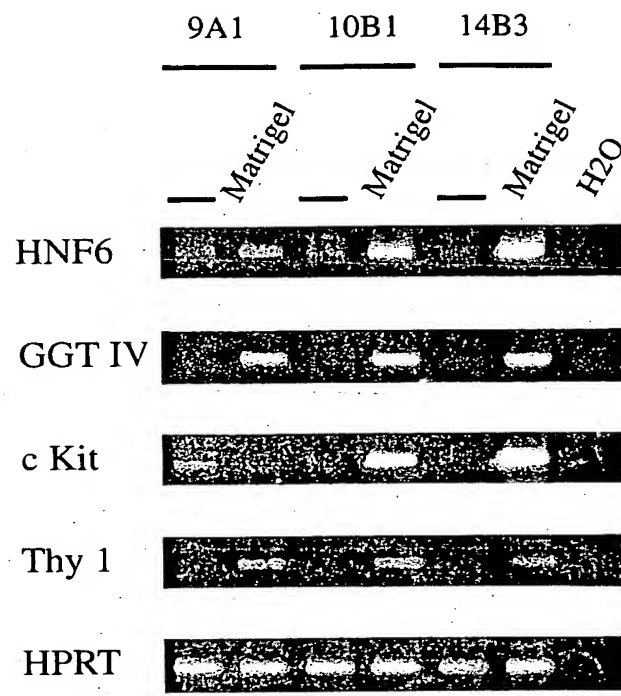 9A1 10B1 14B3
Matrigel Matrigel Matrigel H2O
HNF6
GGT IV
c Kit
Thy 1
HPRT